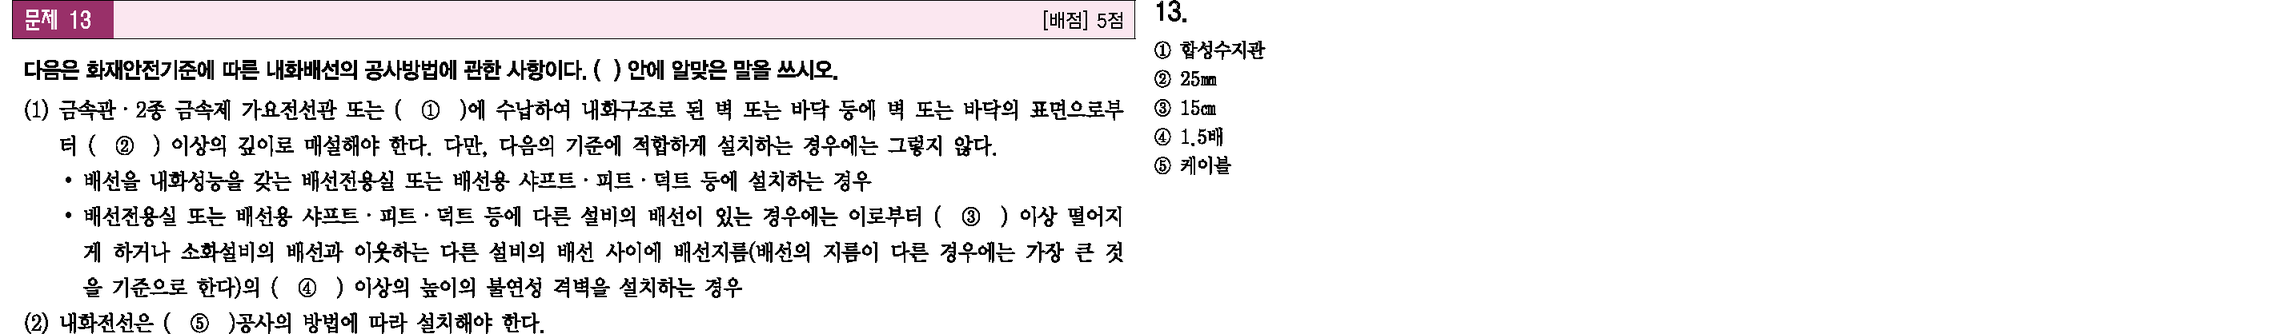 문제 13
[배점] 5점
다음은 화재안전기준에 따른 내화배선의 공사방법에 관한 사항이다. ( ) 안에 알맞은 말을 쓰시오.
(1) 금속관·2종 금속제 가요전선관 또는 ( ① )에 수납하여 내화구조로 된 벽 또는 바닥 등에 벽 또는 바닥의 표면으로부
터 ( ② ) 이상의 깊이로 매설해야 한다. 다만, 다음의 기준에 적합하게 설치하는 경우에는 그렇지 않다.
• 배선을 내화성능을 갖는 배선전용실 또는 배선용 샤프트·피트·덕트 등에 설치하는 경우
• 배선전용실 또는 배선용 샤프트·피트·덕트 등에 다른 설비의 배선이 있는 경우에는 이로부터 ( ③ ) 이상 떨어지
게 하거나 소화설비의 배선과 이웃하는 다른 설비의 배선 사이에 배선지름(배선의 지름이 다른 경우에는 가장 큰 것
을 기준으로 한다)의 ( ④ ) 이상의 높이의 불연성 격벽을 설치하는 경우
(2) 내화전선은 ( ⑤ )공사의 방법에 따라 설치해야 한다.
13.
① 합성수지관
② 25㎜
③ 15㎝
④ 1.5배
⑤ 케이블